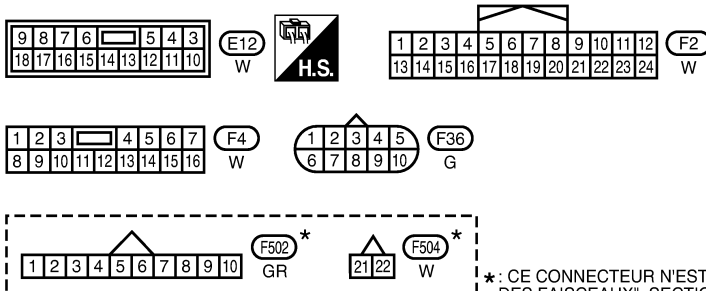 9 8 7 6 5 4 3
18 17 16 15 14 13 12 11 10
E12
W
H.S.
1 2 3 4 5 6 7 8 9 10 11 12
13 14 15 16 17 18 19 20 21 22 23 24
F2
W
1 2 3 4 5 6 7
8 9 10 11 12 13 14 15 16
F4
W
1 2 3 4 5
6 7 8 9 10
F36
G
1 2 3 4 5 6 7 8 9 10
F502 *
GR
21 22
F504 *
W
* : CE CONNECTEUR N'EST
DES FAISCEAUX", SECTIO